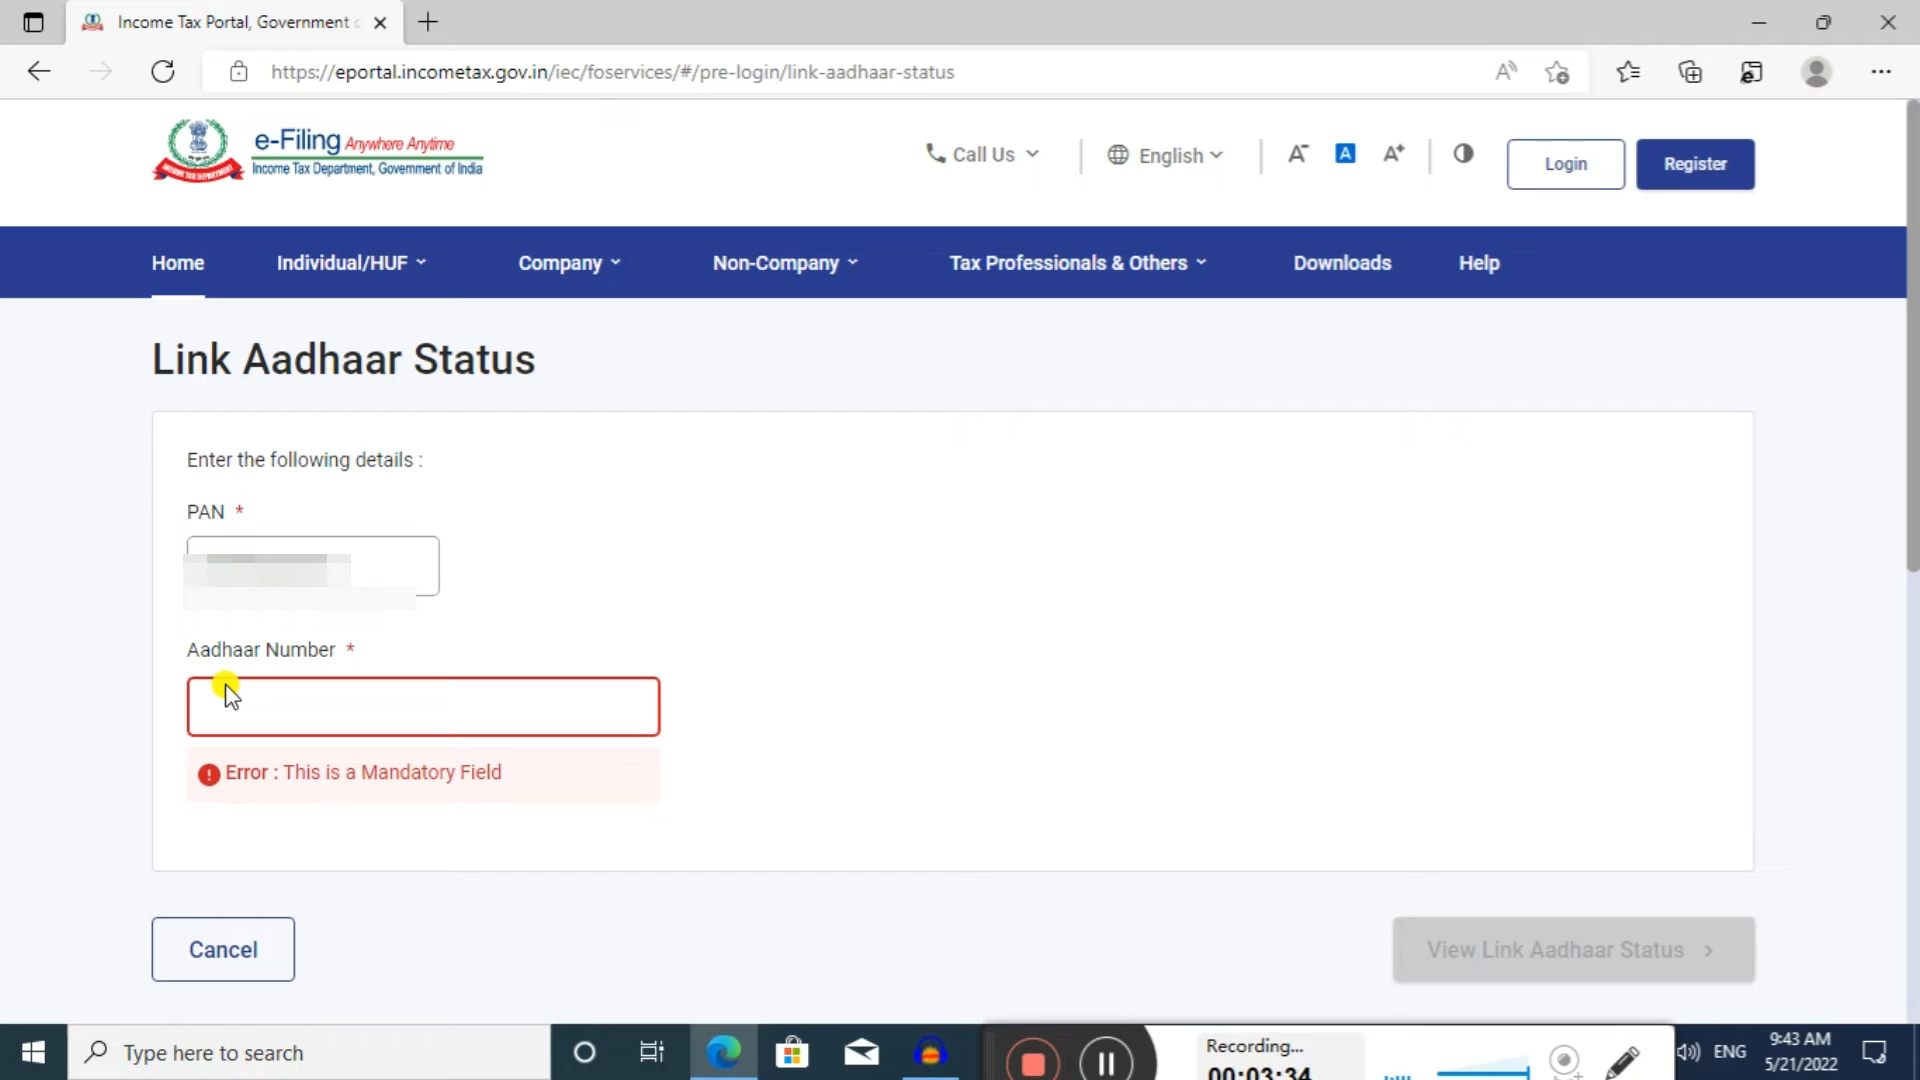 Income Tax Portal, Government
https://eportal.incometax.gov.in/iec/foservices/#/pre-login/link-aadhaar-status
e-Filing Anywhere Anytime
Income Tax Department, Government of India
Call Us
English
A- A A+
Login
Register
Home
Individual/HUF
Company
Non-Company
Tax Professionals & Others
Downloads
Help
Link Aadhaar Status
Enter the following details :
PAN *
Aadhaar Number *
Error : This is a Mandatory Field
Cancel
View Link Aadhaar Status >
Type here to search
Recording...
00:03:34
ENG
9:43 AM
5/21/2022